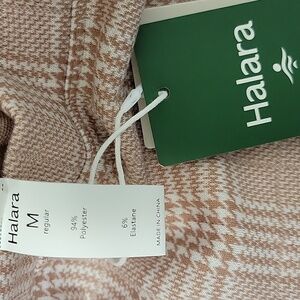 Halara
Halara
M
regular
94%
Polyester
6%
Elastane
MADE IN CHINA